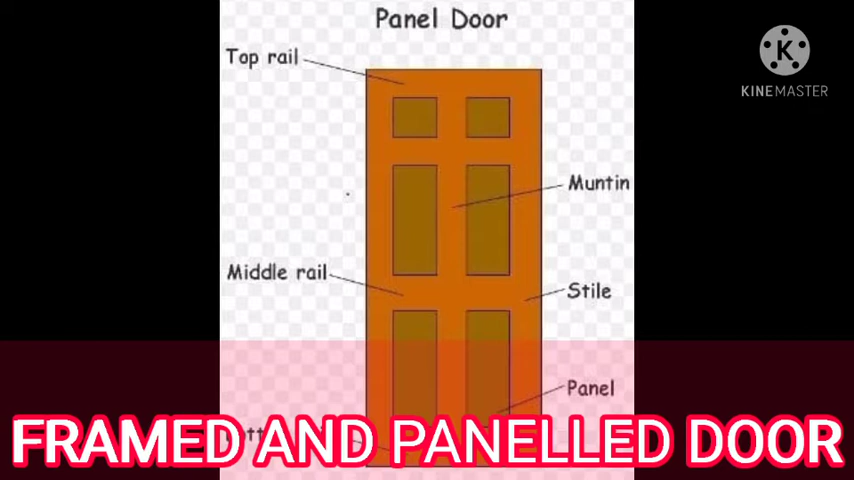 Panel Door
Top rail
KINEMASTER
Muntin
Middle rail
Stile
Panel
FRAMED AND PANELLED DOOR